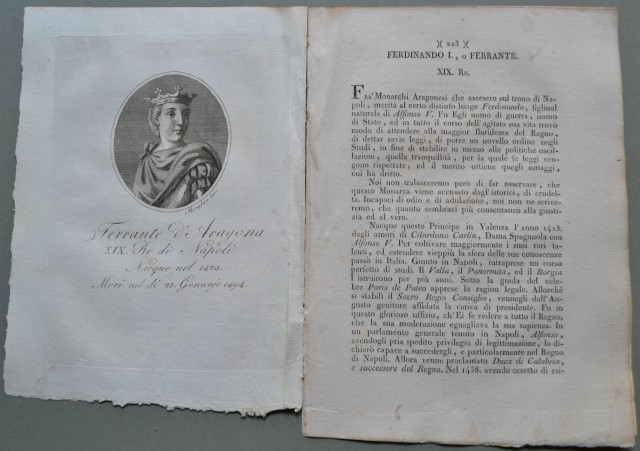 Ferrante d'Aragona
XIX. Re di Napoli
Nacque nel 1423.
Morì nel dì 25. Gennajo 1494.
)( 223 )(
FERDINANDO I., o FERRANTE.
XIX. RE.
FRA' Monarchi Aragonesi che ascesero sul trono di Na-
poli, merita al certo distinto luogo Ferdinando, figliuol
naturale di Alfonso V. Fu Egli uomo di guerra, uomo
di Stato, ed in tutto il corso dell'agitata sua vita trovò
modo di attendere alla maggior floridezza del Regno,
di dettar savie leggi, di porre un novello ordine negli
Studj, in fine di stabilire in mezzo alle politiche oscil-
lazioni, quella tranquillità, per la quale le leggi ven-
gono rispettate, ed il merito ottiene quegli omaggi,
cui ha dritto.
Noi non tralasceremo però di far osservare, che
questo Monarca viene accusato dagl'istorici, di crudel-
tà. Incapaci di odio e di adulazione, noi non ne scrive-
remo, che quanto sembraci più consentaneo alla giusti-
zia ed al vero.
Nacque questo Principe in Valenza l'anno 1423.
dagli amori di Cilardona Carlin, Dama Spagnuola con
Alfonso V. Per coltivare maggiormente i suoi rari ta-
lenti, ed estendere vieppiù la sfera delle sue conoscenze
passò in Italia. Giunto in Napoli, intraprese un corso
perfetto di studi. Il Valla, il Panormita, ed il Borgia
l'istruirono per più anni. Sotto la guida del cele-
bre Paris de Puteo apprese la ragion legale. Allorchè
si stabilì il Sacro Regio Consiglio, vennegli dall'Au-
gusto genitore affidata la carica di presidente. Fu in
questo glorioso uffizio, ch'Ei fe vedere a tutto il Regno,
che la sua moderazione eguagliava la sua sapienza. In
un parlamento generale tenuto in Napoli, Alfonso,
avendogli pria spedito privilegio di legittimazione, lo di-
chiarò capace a succedergli, e particolarmente nel Regno
di Napoli. Allora venne proclamato Duca di Calabria,
e successore del Regno. Nel 1458. avendo cessato di esi-